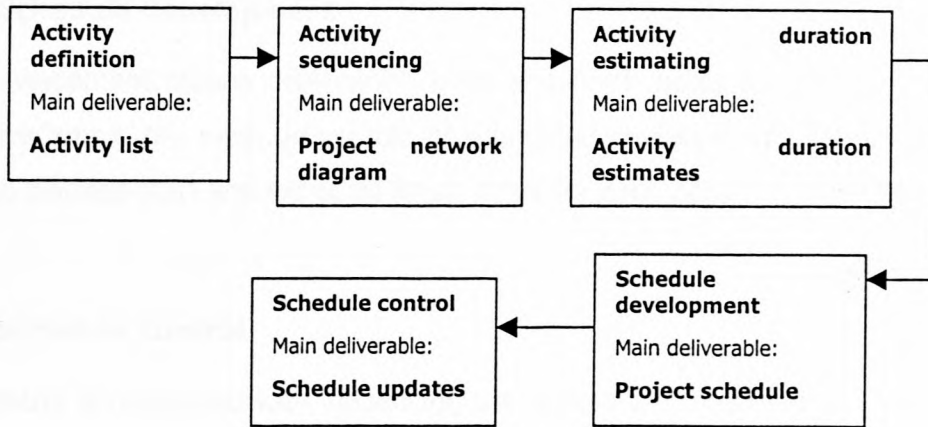 Activity
definition
Main deliverable:
Activity list
Activity
sequencing
Main deliverable:
Project network
diagram
Activity duration
estimating
Main deliverable:
Activity duration
estimates
Schedule
development
Main deliverable:
Project schedule
Schedule control
Main deliverable:
Schedule updates